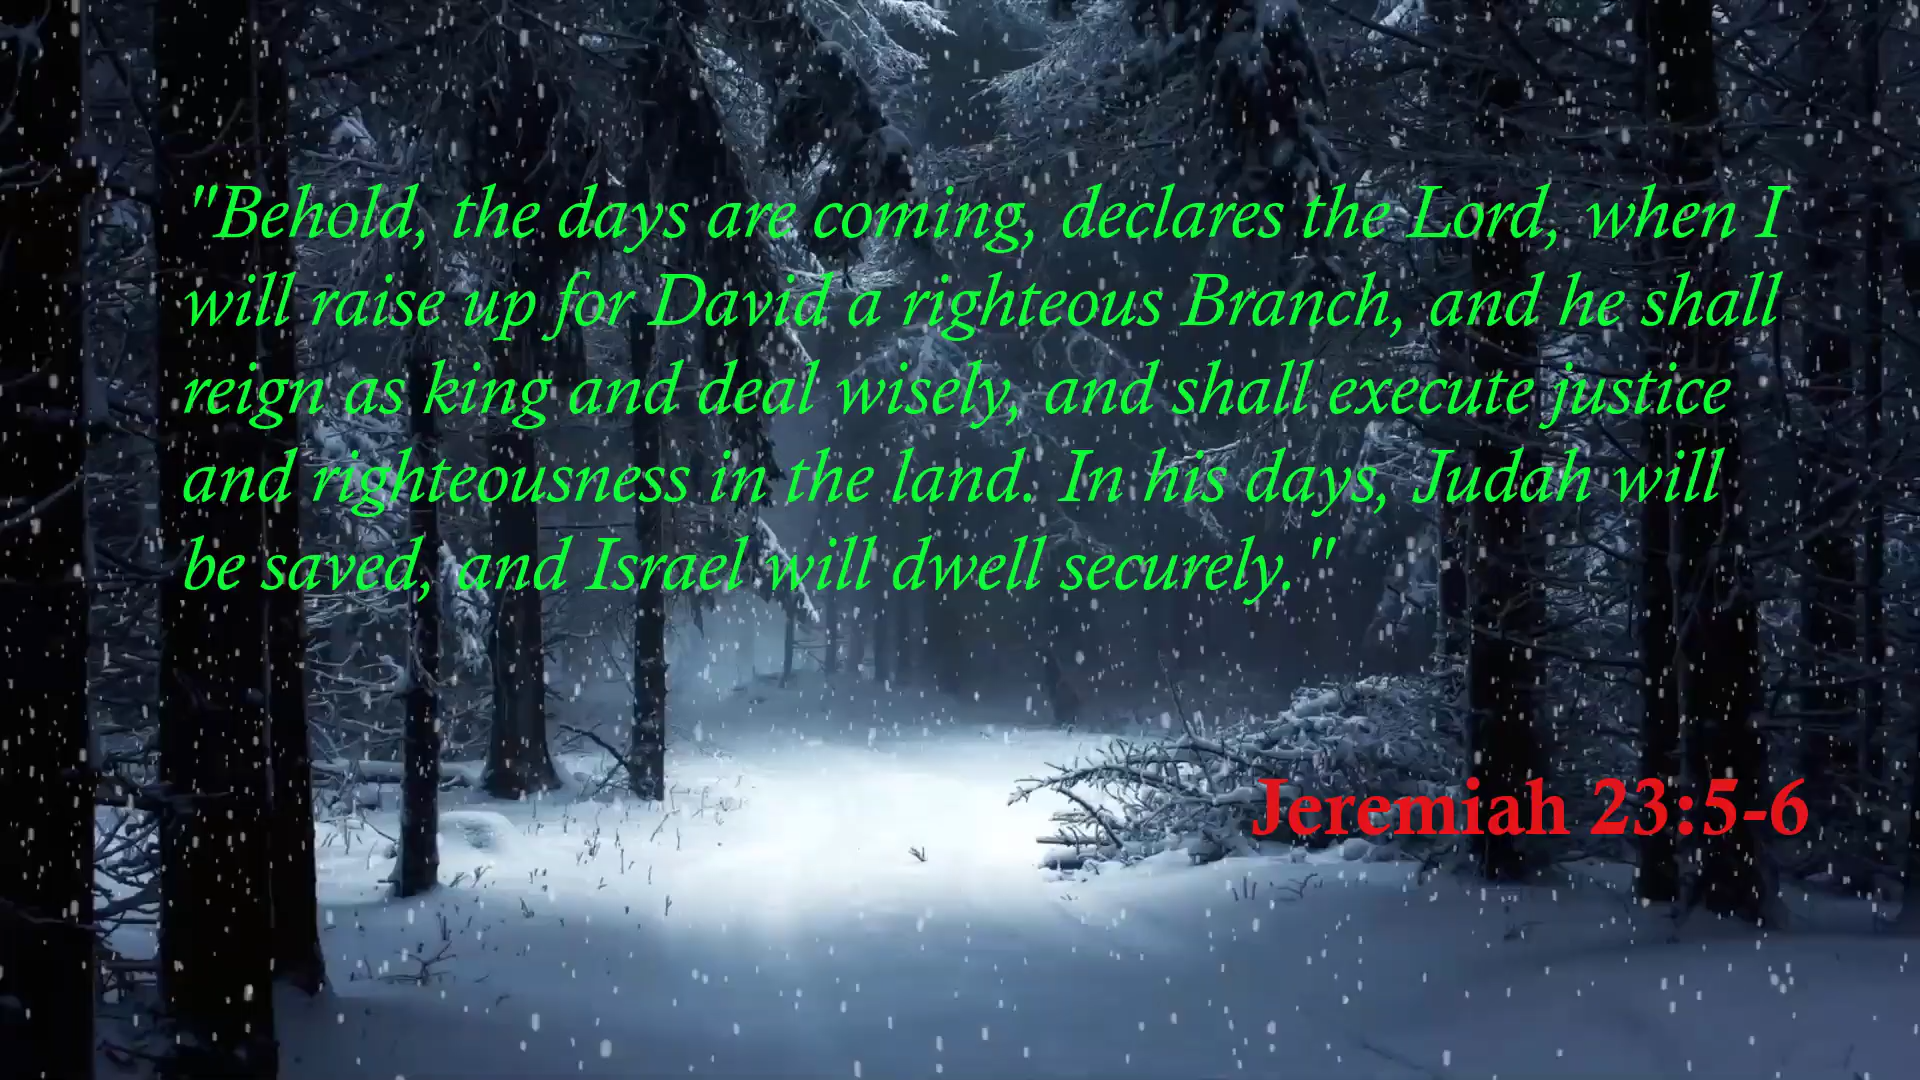 "Behold, the days are coming, declares the Lord, when I
will raise up for David a righteous Branch, and he shall
reign as king and deal wisely, and shall execute justice
and righteousness in the land. In his days, Judah will
be saved, and Israel will dwell securely."
Jeremiah 23:5-6